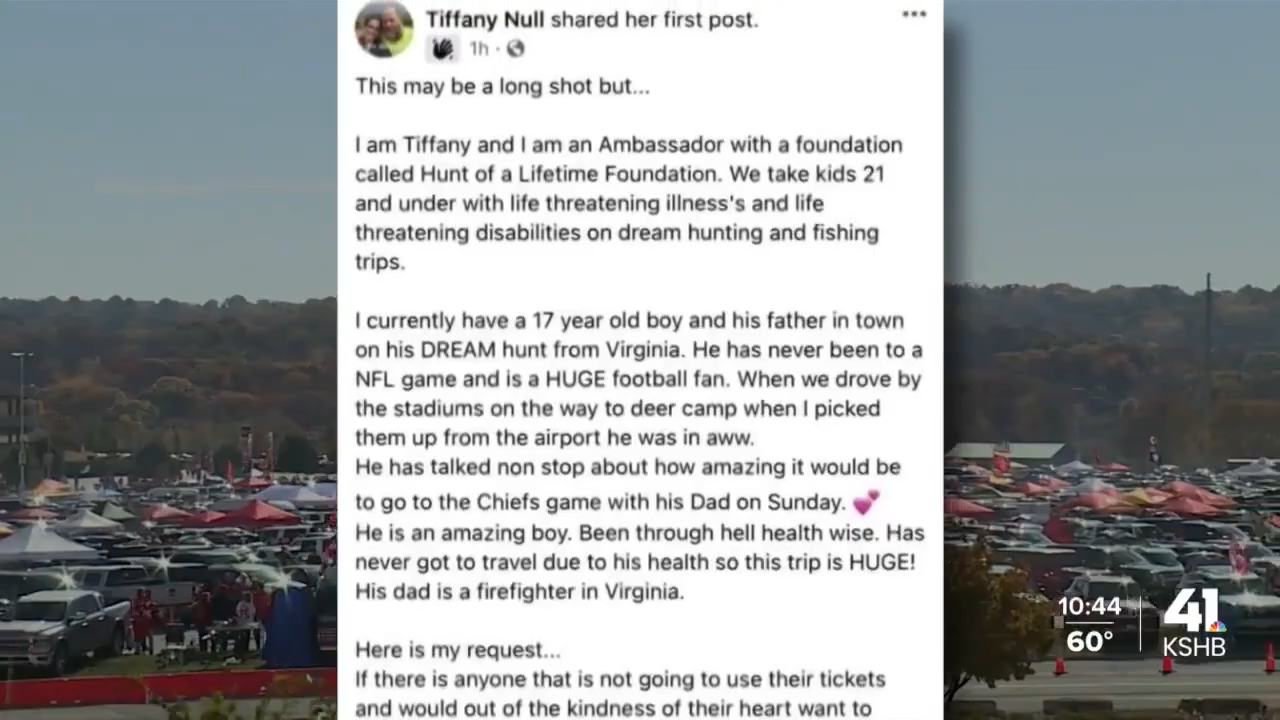 Tiffany Null shared her first post.
1h
This may be a long shot but...
I am Tiffany and I am an Ambassador with a foundation
called Hunt of a Lifetime Foundation. We take kids 21
and under with life threatening illness's and life
threatening disabilities on dream hunting and fishing
trips.
I currently have a 17 year old boy and his father in town
on his DREAM hunt from Virginia. He has never been to a
NFL game and is a HUGE football fan. When we drove by
the stadiums on the way to deer camp when I picked
them up from the airport he was in aww.
He has talked non stop about how amazing it would be
to go to the Chiefs game with his Dad on Sunday. 💕
He is an amazing boy. Been through hell health wise. Has
never got to travel due to his health so this trip is HUGE!
His dad is a firefighter in Virginia.
Here is my request...
If there is anyone that is not going to use their tickets
and would out of the kindness of their heart want to
10:44
60°
41
KSHB